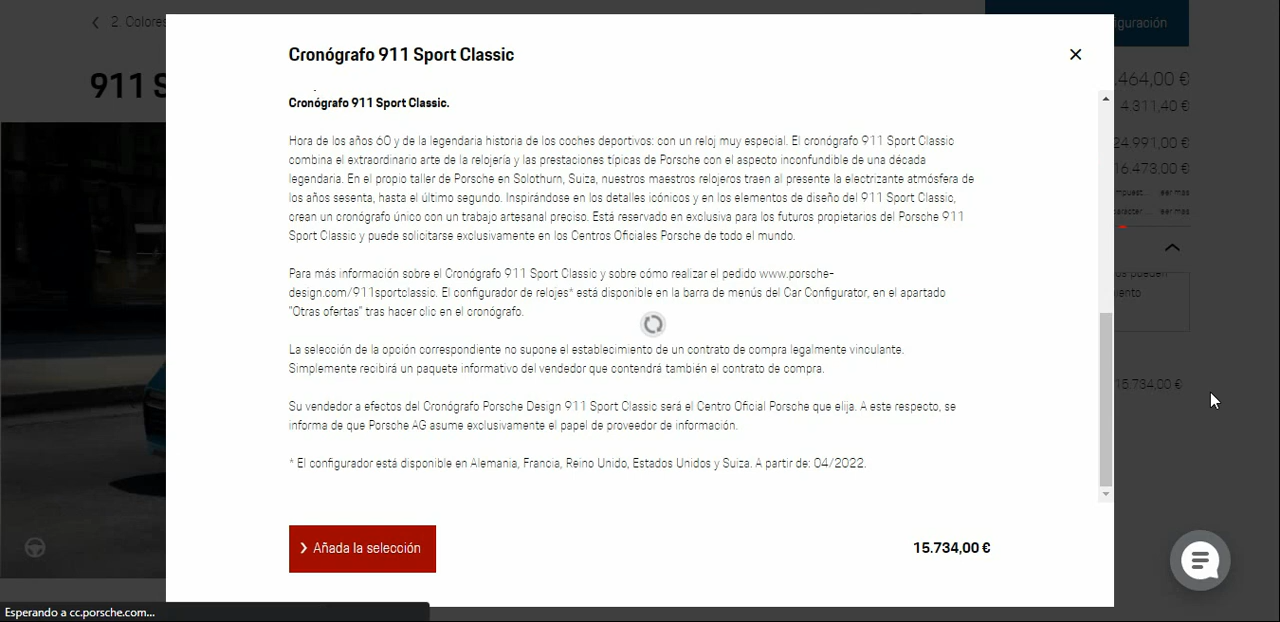 2. Colores
guración
911 S
Cronógrafo 911 Sport Classic
.464,00 €
Cronógrafo 911 Sport Classic.
4.311,40 €
Hora de los años 60 y de la legendaria historia de los coches deportivos: con un reloj muy especial. El cronógrafo 911 Sport Classic
combina el extraordinario arte de la relojería y las prestaciones típicas de Porsche con el aspecto inconfundible de una década
legendaria. En el propio taller de Porsche en Solothurn, Suiza, nuestros maestros relojeros traen al presente la electrizante atmósfera de
los años sesenta, hasta el último segundo. Inspirándose en los detalles icónicos y en los elementos de diseño del 911 Sport Classic,
crean un cronógrafo único con un trabajo artesanal preciso. Está reservado en exclusiva para los futuros propietarios del Porsche 911
Sport Classic y puede solicitarse exclusivamente en los Centros Oficiales Porsche de todo el mundo.
24.991,00 €
16.473,00 €
mpuest... leer más
caracter... leer más
Para más información sobre el Cronógrafo 911 Sport Classic y sobre cómo realizar el pedido www.porsche-
design.com/911sportclassic. El configurador de relojes* está disponible en la barra de menús del Car Configurator, en el apartado
"Otras ofertas" tras hacer clic en el cronógrafo.
os pueden
iento
La selección de la opción correspondiente no supone el establecimiento de un contrato de compra legalmente vinculante.
Simplemente recibirá un paquete informativo del vendedor que contendrá también el contrato de compra.
15.734,00 €
Su vendedor a efectos del Cronógrafo Porsche Design 911 Sport Classic será el Centro Oficial Porsche que elija. A este respecto, se
informa de que Porsche AG asume exclusivamente el papel de proveedor de información.
* El configurador está disponible en Alemania, Francia, Reino Unido, Estados Unidos y Suiza. A partir de: 04/2022.
Añada la selección
15.734,00 €
Esperando a cc.porsche.com...